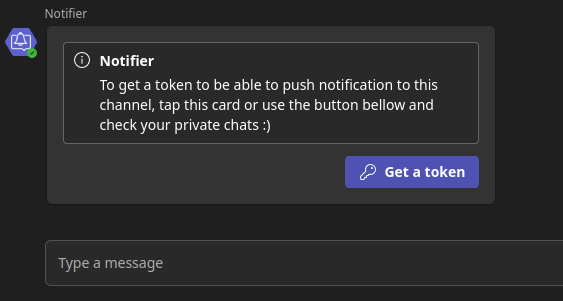 Notifier
Notifier
To get a token to be able to push notification to this
channel, tap this card or use the button bellow and
check your private chats :)
Get a token
Type a message